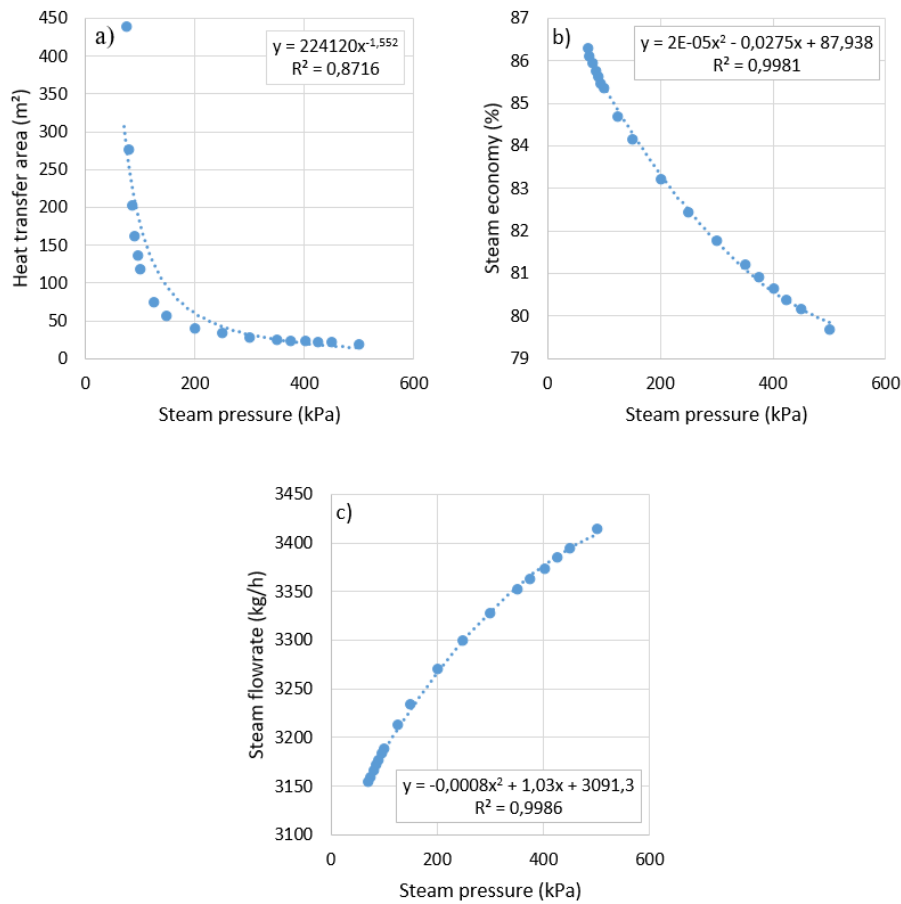 a)
y = 224120x^-1,552
R² = 0,8716
Heat transfer area (m²)
450
400
350
300
250
200
150
100
50
0
0 200 400 600
Steam pressure (kPa)
b)
y = 2E-05x² - 0,0275x + 87,938
R² = 0,9981
Steam economy (%)
87
86
85
84
83
82
81
80
79
0 200 400 600
Steam pressure (kPa)
c)
y = -0,0008x² + 1,03x + 3091,3
R² = 0,9986
Steam flowrate (kg/h)
3450
3400
3350
3300
3250
3200
3150
3100
0 200 400 600
Steam pressure (kPa)